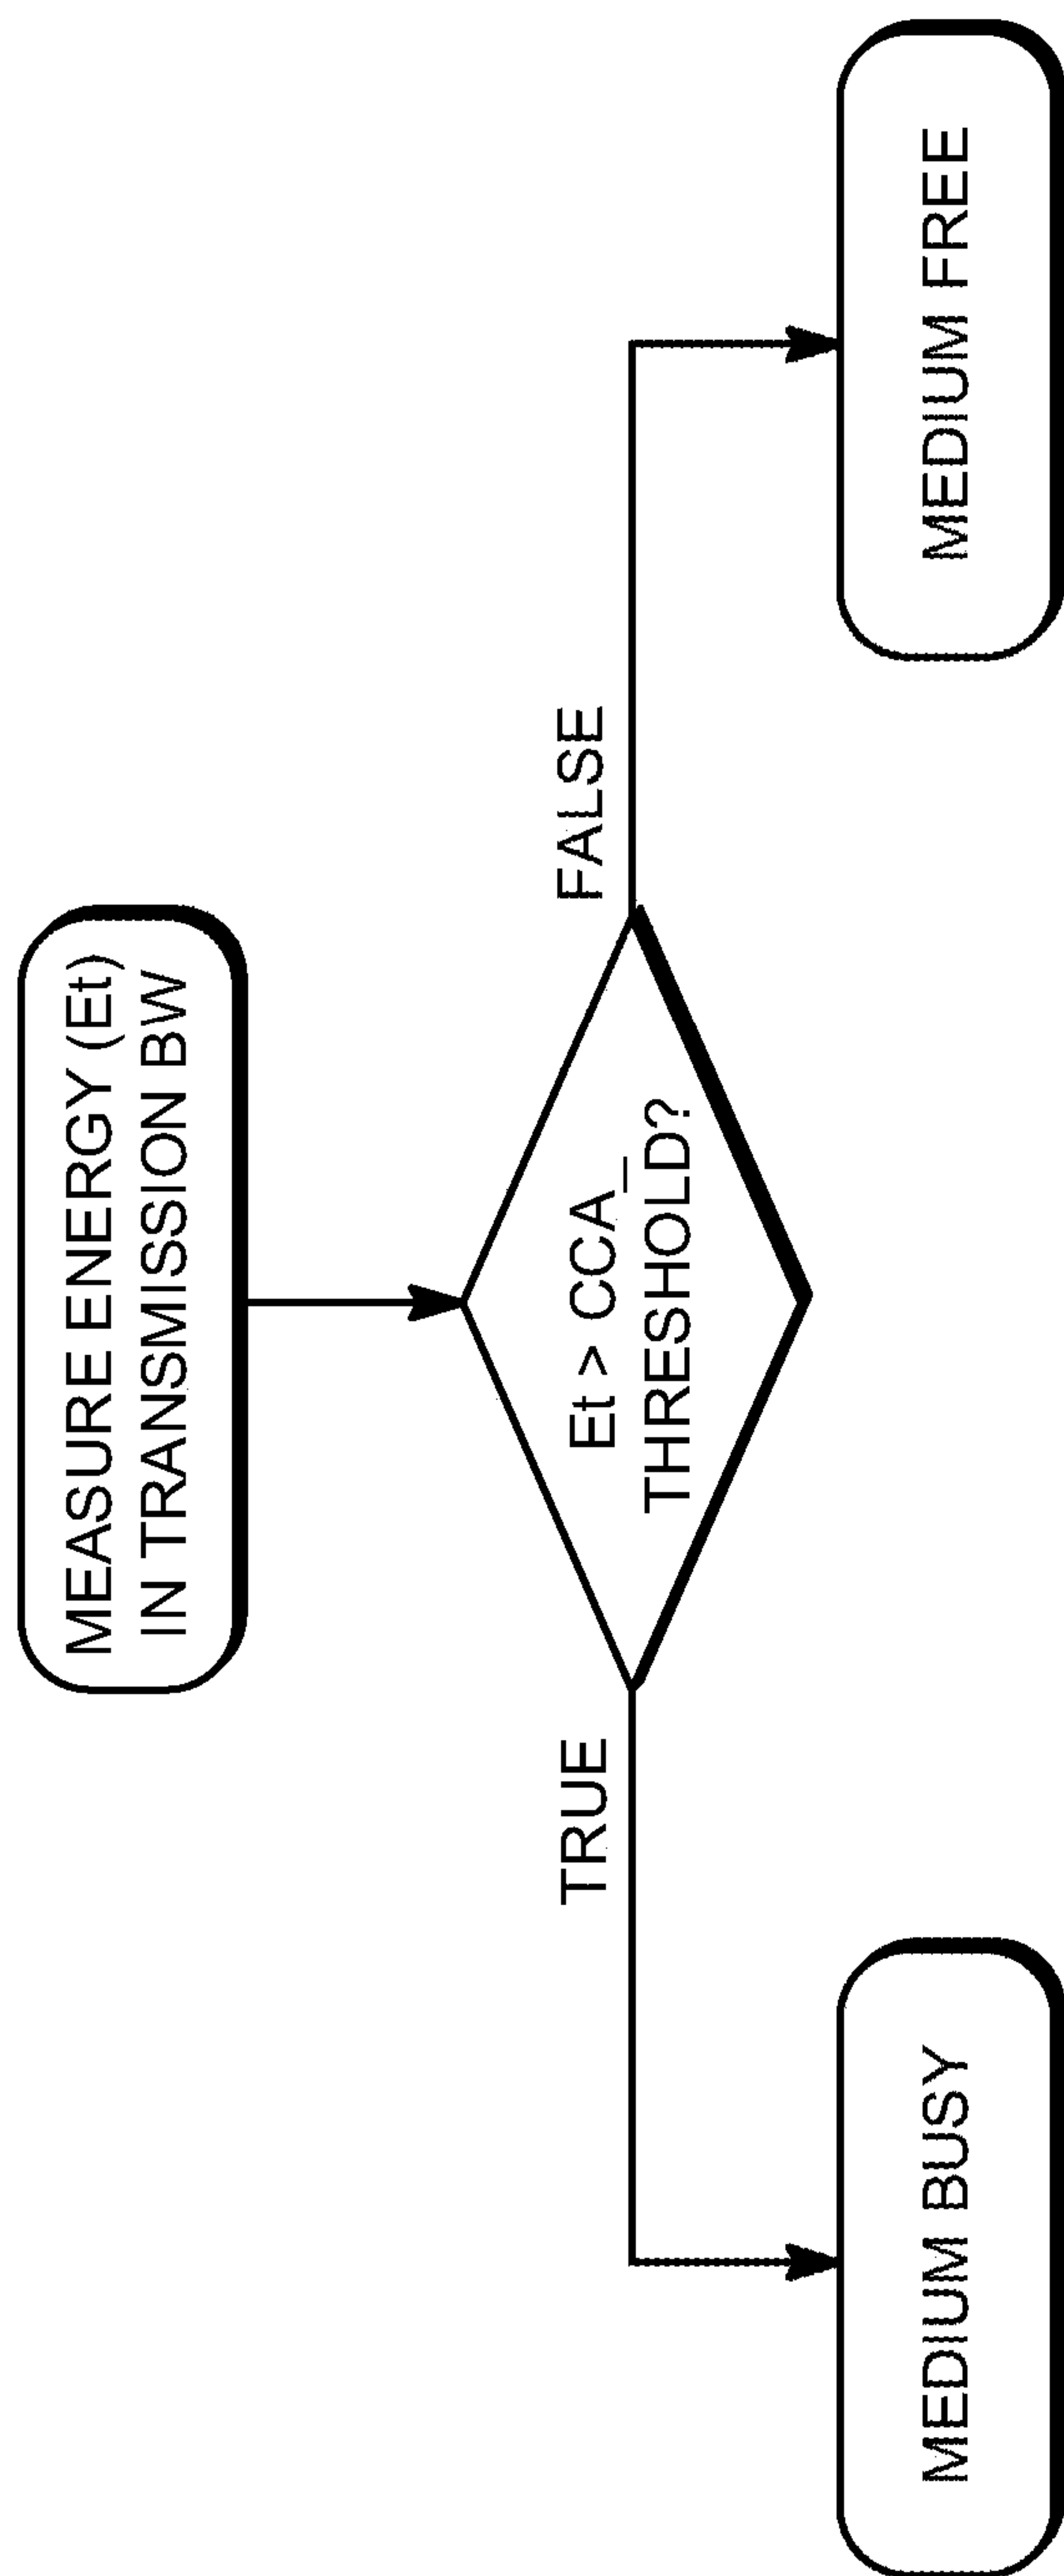 MEASURE ENERGY (Et)
IN TRANSMISSION BW
Et > CCA_
THRESHOLD?
TRUE
FALSE
MEDIUM BUSY
MEDIUM FREE